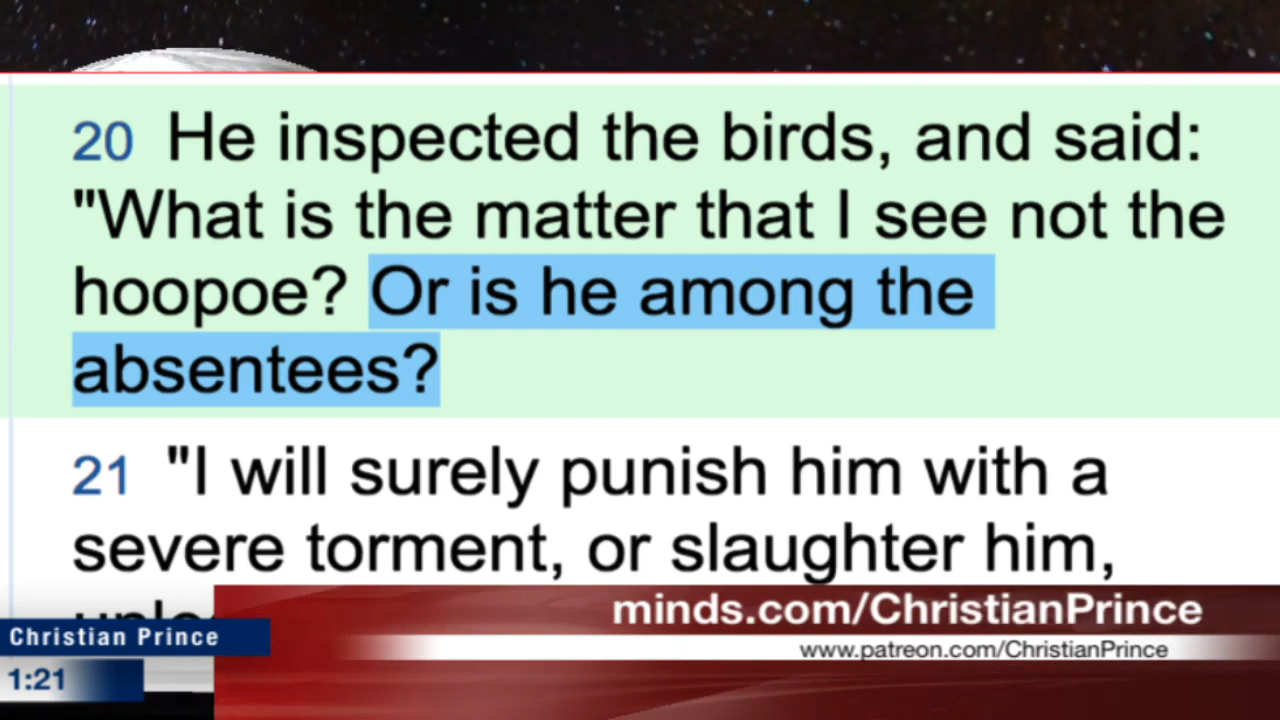 20 He inspected the birds, and said:
"What is the matter that I see not the
hoopoe? Or is he among the
absentees?
21 "I will surely punish him with a
severe torment, or slaughter him,
minds.com/ChristianPrince
Christian Prince
www.patreon.com/ChristianPrince
1:21